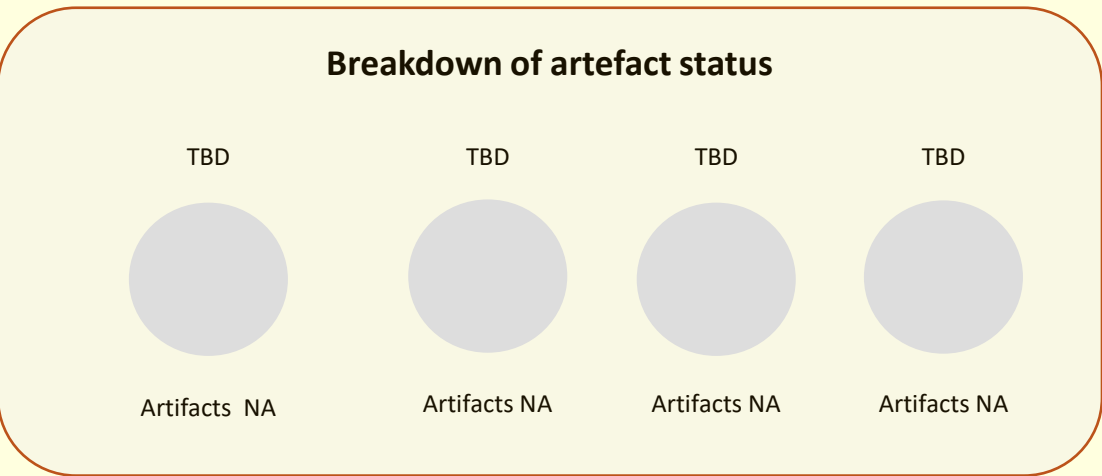 Breakdown of artefact status
TBD TBD TBD TBD
Artifacts  NA Artifacts NA Artifacts NA Artifacts NA